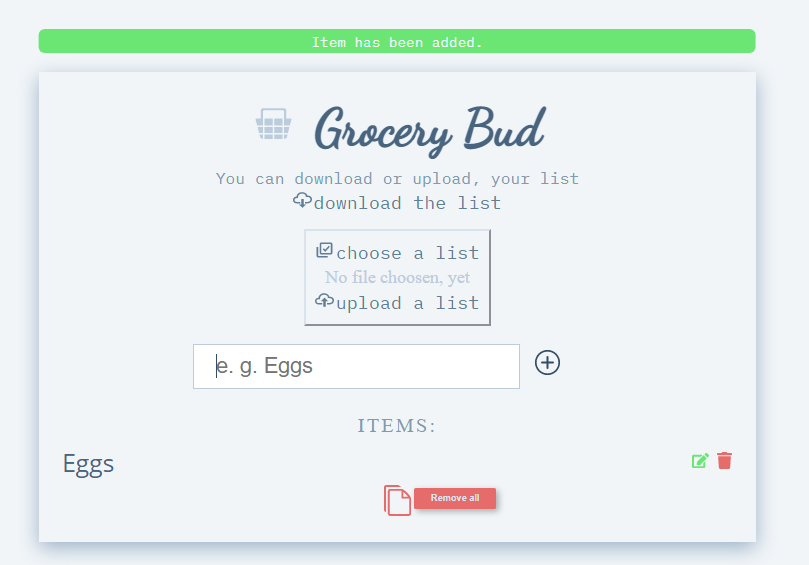 Item has been added.
Grocery Bud
You can download or upload, your list
download the list
choose a list
No file choosen, yet
upload a list
e. g. Eggs
ITEMS:
Eggs
Remove all